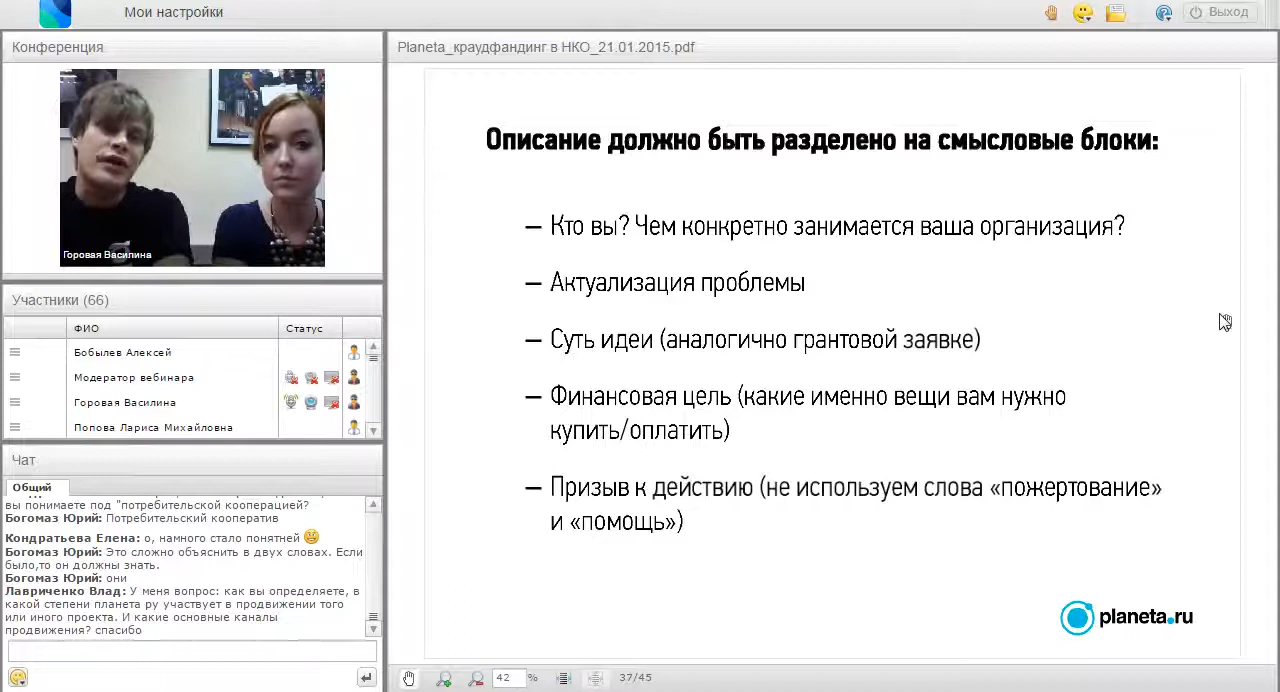 Мои настройки
Выход
Конференция
Горовая Василина
Участники (66)
ФИО
Статус
Бобылев Алексей
Модератор вебинара
Горовая Василина
Попова Лариса Михайловна
Чат
Общий
вы понимаете под "потребительской кооперацией?
Богомаз Юрий: Потребительский кооператив
Кондратьева Елена: о, намного стало понятней
Богомаз Юрий: Это сложно объяснить в двух словах. Если
было,то он должны знать.
Богомаз Юрий: они
Лавриченко Влад: У меня вопрос: как вы определяете, в
какой степени планета ру участвует в продвижении того
или иного проекта. И какие основные каналы
продвижения? спасибо
Planeta_краудфандинг в НКО_21.01.2015.pdf
Описание должно быть разделено на смысловые блоки:
— Кто вы? Чем конкретно занимается ваша организация?
— Актуализация проблемы
— Суть идеи (аналогично грантовой заявке)
— Финансовая цель (какие именно вещи вам нужно
купить/оплатить)
— Призыв к действию (не используем слова «пожертование»
и «помощь»)
planeta.ru
42 %
37/45